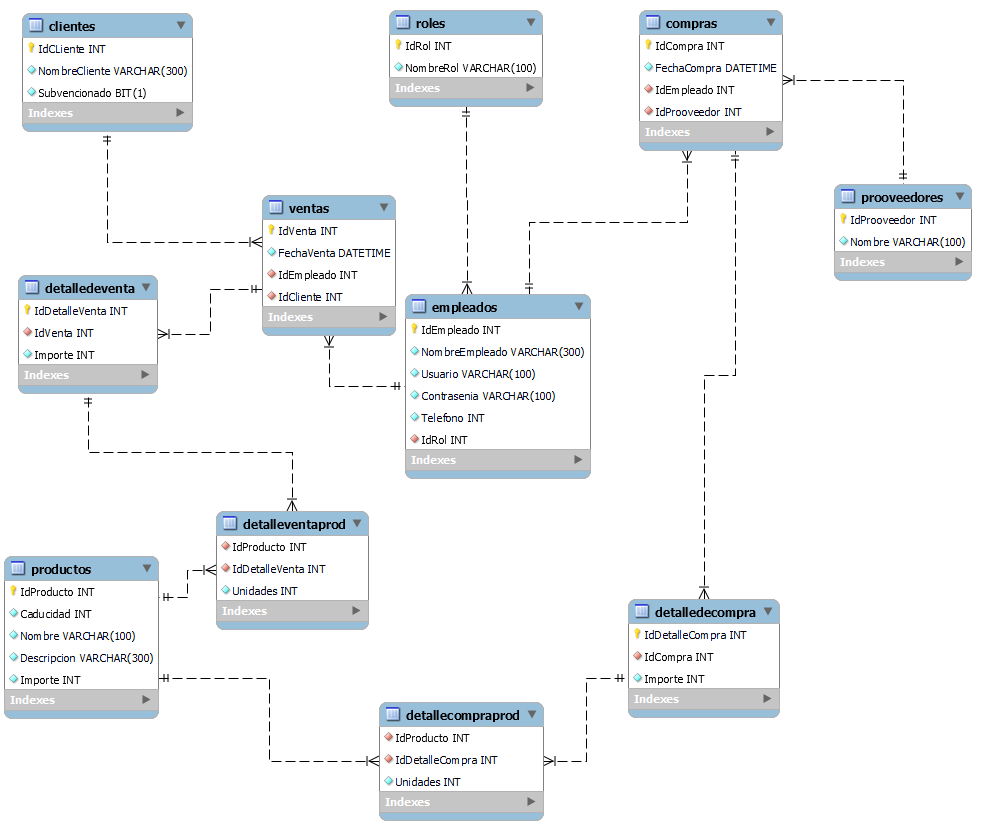 clientes
IdCLiente INT
NombreCliente VARCHAR(300)
Subvencionado BIT(1)
Indexes
roles
IdRol INT
NombreRol VARCHAR(100)
Indexes
compras
IdCompra INT
FechaCompra DATETIME
IdEmpleado INT
IdProoveedor INT
Indexes
prooveedores
IdProoveedor INT
Nombre VARCHAR(100)
Indexes
ventas
IdVenta INT
FechaVenta DATETIME
IdEmpleado INT
IdCliente INT
Indexes
detalledeventa
IdDetalleVenta INT
IdVenta INT
Importe INT
Indexes
empleados
IdEmpleado INT
NombreEmpleado VARCHAR(300)
Usuario VARCHAR(100)
Contrasenia VARCHAR(100)
Telefono INT
IdRol INT
Indexes
detalleventaprod
IdProducto INT
IdDetalleVenta INT
Unidades INT
Indexes
productos
IdProducto INT
Caducidad INT
Nombre VARCHAR(100)
Descripcion VARCHAR(300)
Importe INT
Indexes
detalledecompra
IdDetalleCompra INT
IdCompra INT
Importe INT
Indexes
detallecompraprod
IdProducto INT
IdDetalleCompra INT
Unidades INT
Indexes